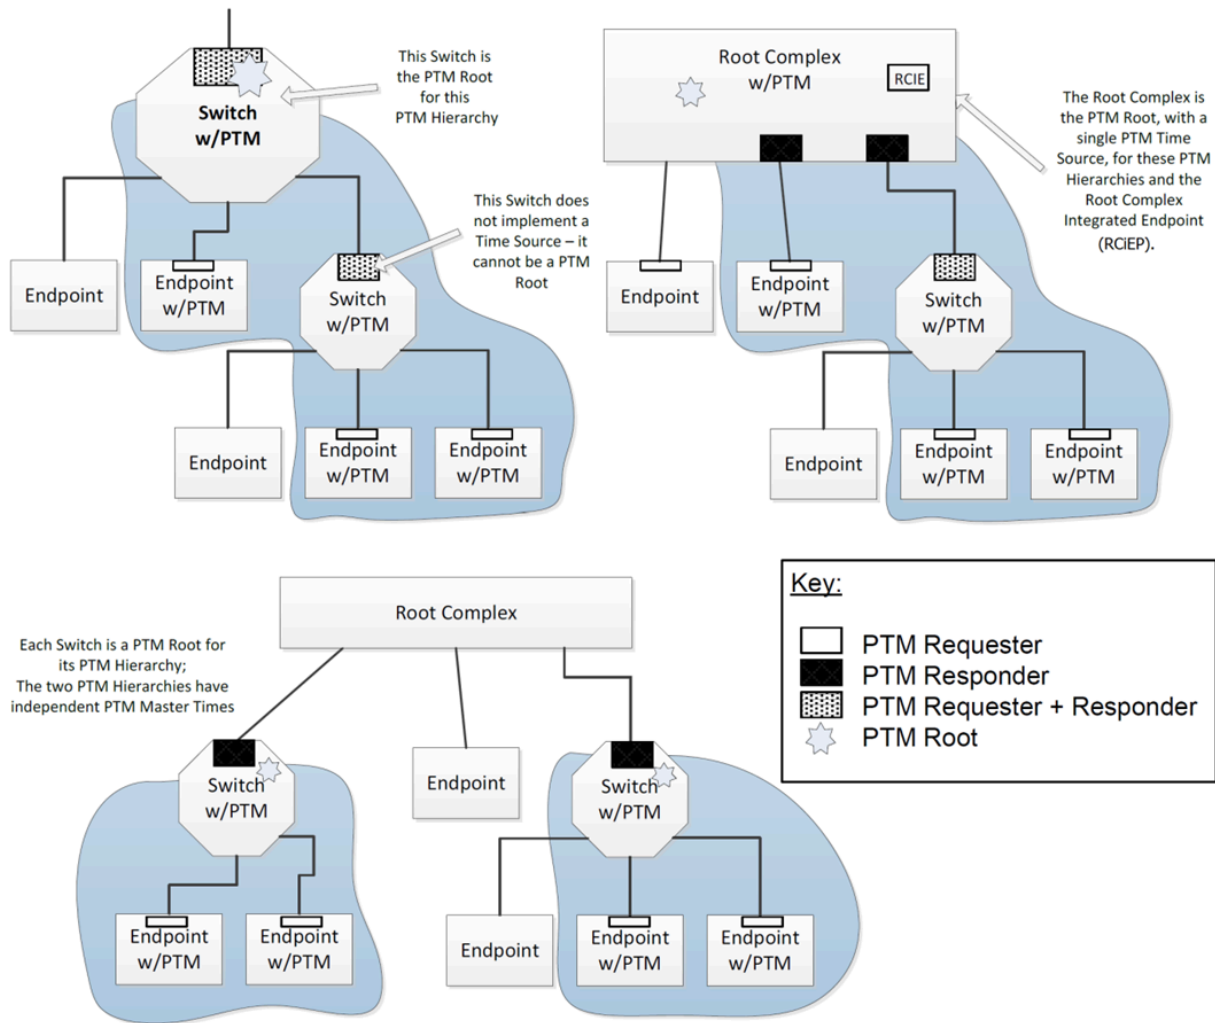 This Switch is
the PTM Root
for this
PTM Hierarchy
Switch
w/PTM
This Switch does
not implement a
Time Source – it
cannot be a PTM
Root
Endpoint
Endpoint
w/PTM
Switch
w/PTM
Endpoint
Endpoint
w/PTM
Endpoint
w/PTM
Root Complex
w/PTM
RCIE
The Root Complex is
the PTM Root, with a
single PTM Time
Source, for these PTM
Hierarchies and the
Root Complex
Integrated Endpoint
(RCiEP).
Endpoint
Endpoint
w/PTM
Switch
w/PTM
Endpoint
Endpoint
w/PTM
Endpoint
w/PTM
Root Complex
Each Switch is a PTM Root for
its PTM Hierarchy;
The two PTM Hierarchies have
independent PTM Master Times
Switch
w/PTM
Endpoint
Switch
w/PTM
Endpoint
w/PTM
Endpoint
w/PTM
Endpoint
Endpoint
w/PTM
Endpoint
w/PTM
Key:
PTM Requester
PTM Responder
PTM Requester + Responder
PTM Root